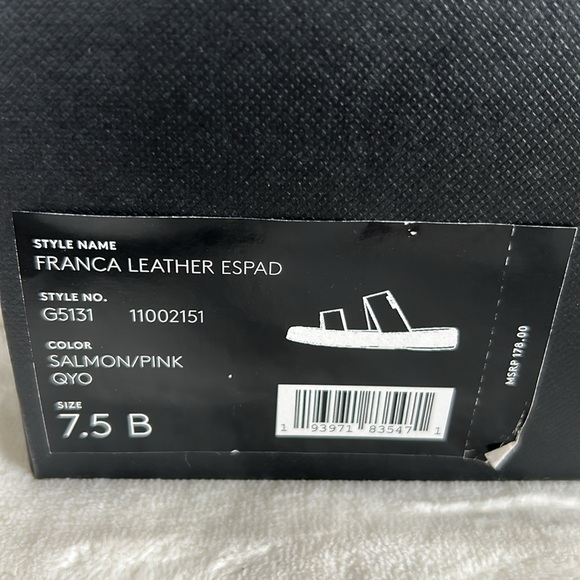 STYLE NAME
FRANCA LEATHER ESPAD
STYLE NO.
G5131 11002151
COLOR
SALMON/PINK
QYO
SIZE
7.5 B
1 93971 83547 1
MSRP 178.00